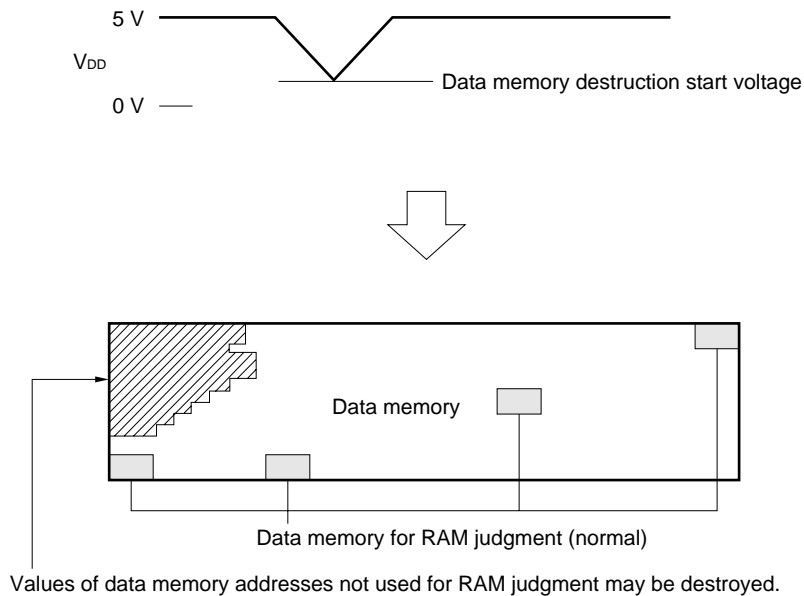 5 V
VDD
Data memory destruction start voltage
0 V
Data memory
Data memory for RAM judgment (normal)
Values of data memory addresses not used for RAM judgment may be destroyed.